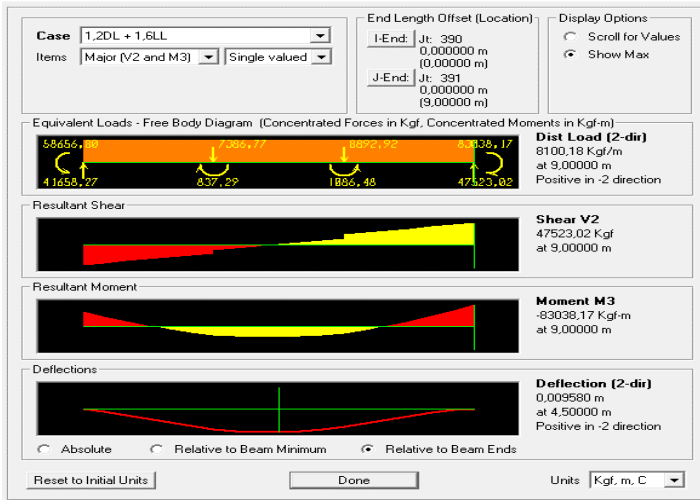 End Length Offset (Location)
Display Options
Case 1,2DL + 1,6LL
Items Major (V2 and M3) Single valued
I-End: Jt: 390
0,000000 m
(0,00000 m)
J-End: Jt: 391
0,000000 m
(9,00000 m)
Scroll for Values
Show Max
Equivalent Loads - Free Body Diagram (Concentrated Forces in Kgf, Concentrated Moments in Kgf-m)
58656,80 7386,77 8892,92 83038,17
41658,27 837,29 1086,48 47523,02
Dist Load (2-dir)
8100,18 Kgf/m
at 9,00000 m
Positive in -2 direction
Resultant Shear
Shear V2
47523,02 Kgf
at 9,00000 m
Resultant Moment
Moment M3
-83038,17 Kgf-m
at 9,00000 m
Deflections
Deflection (2-dir)
0,009580 m
at 4,50000 m
Positive in -2 direction
Absolute Relative to Beam Minimum Relative to Beam Ends
Reset to Initial Units Done Units Kgf, m, C